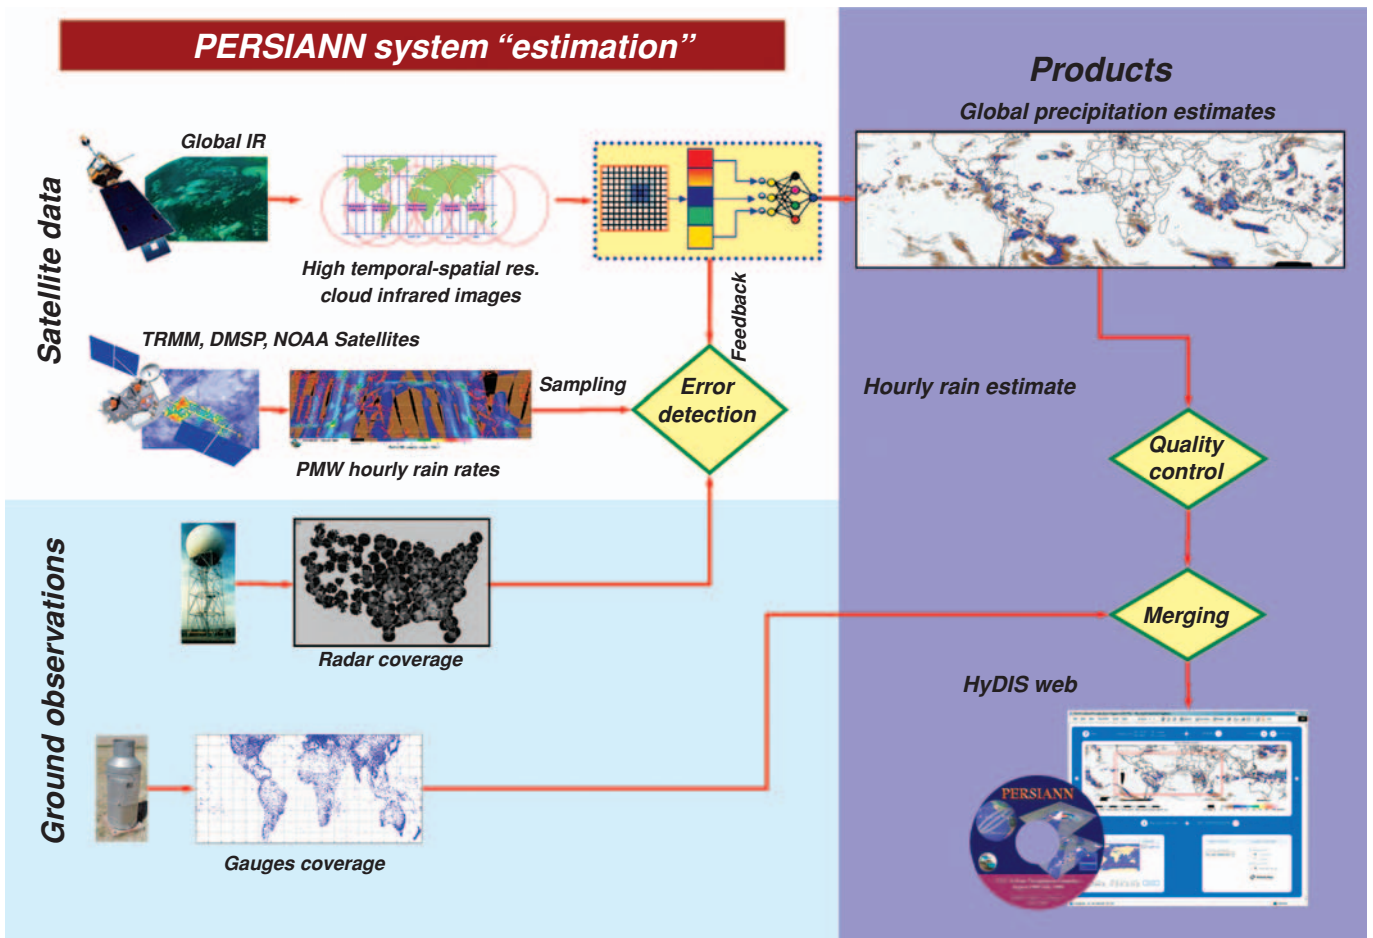 PERSIANN system “estimation”
Products
Global precipitation estimates
Satellite data
Global IR
High temporal-spatial res.
cloud infrared images
Feedback
TRMM, DMSP, NOAA Satellites
Sampling
Error
detection
PMW hourly rain rates
Hourly rain estimate
Quality
control
Ground observations
Radar coverage
Merging
HyDIS web
Gauges coverage
PERSIANN